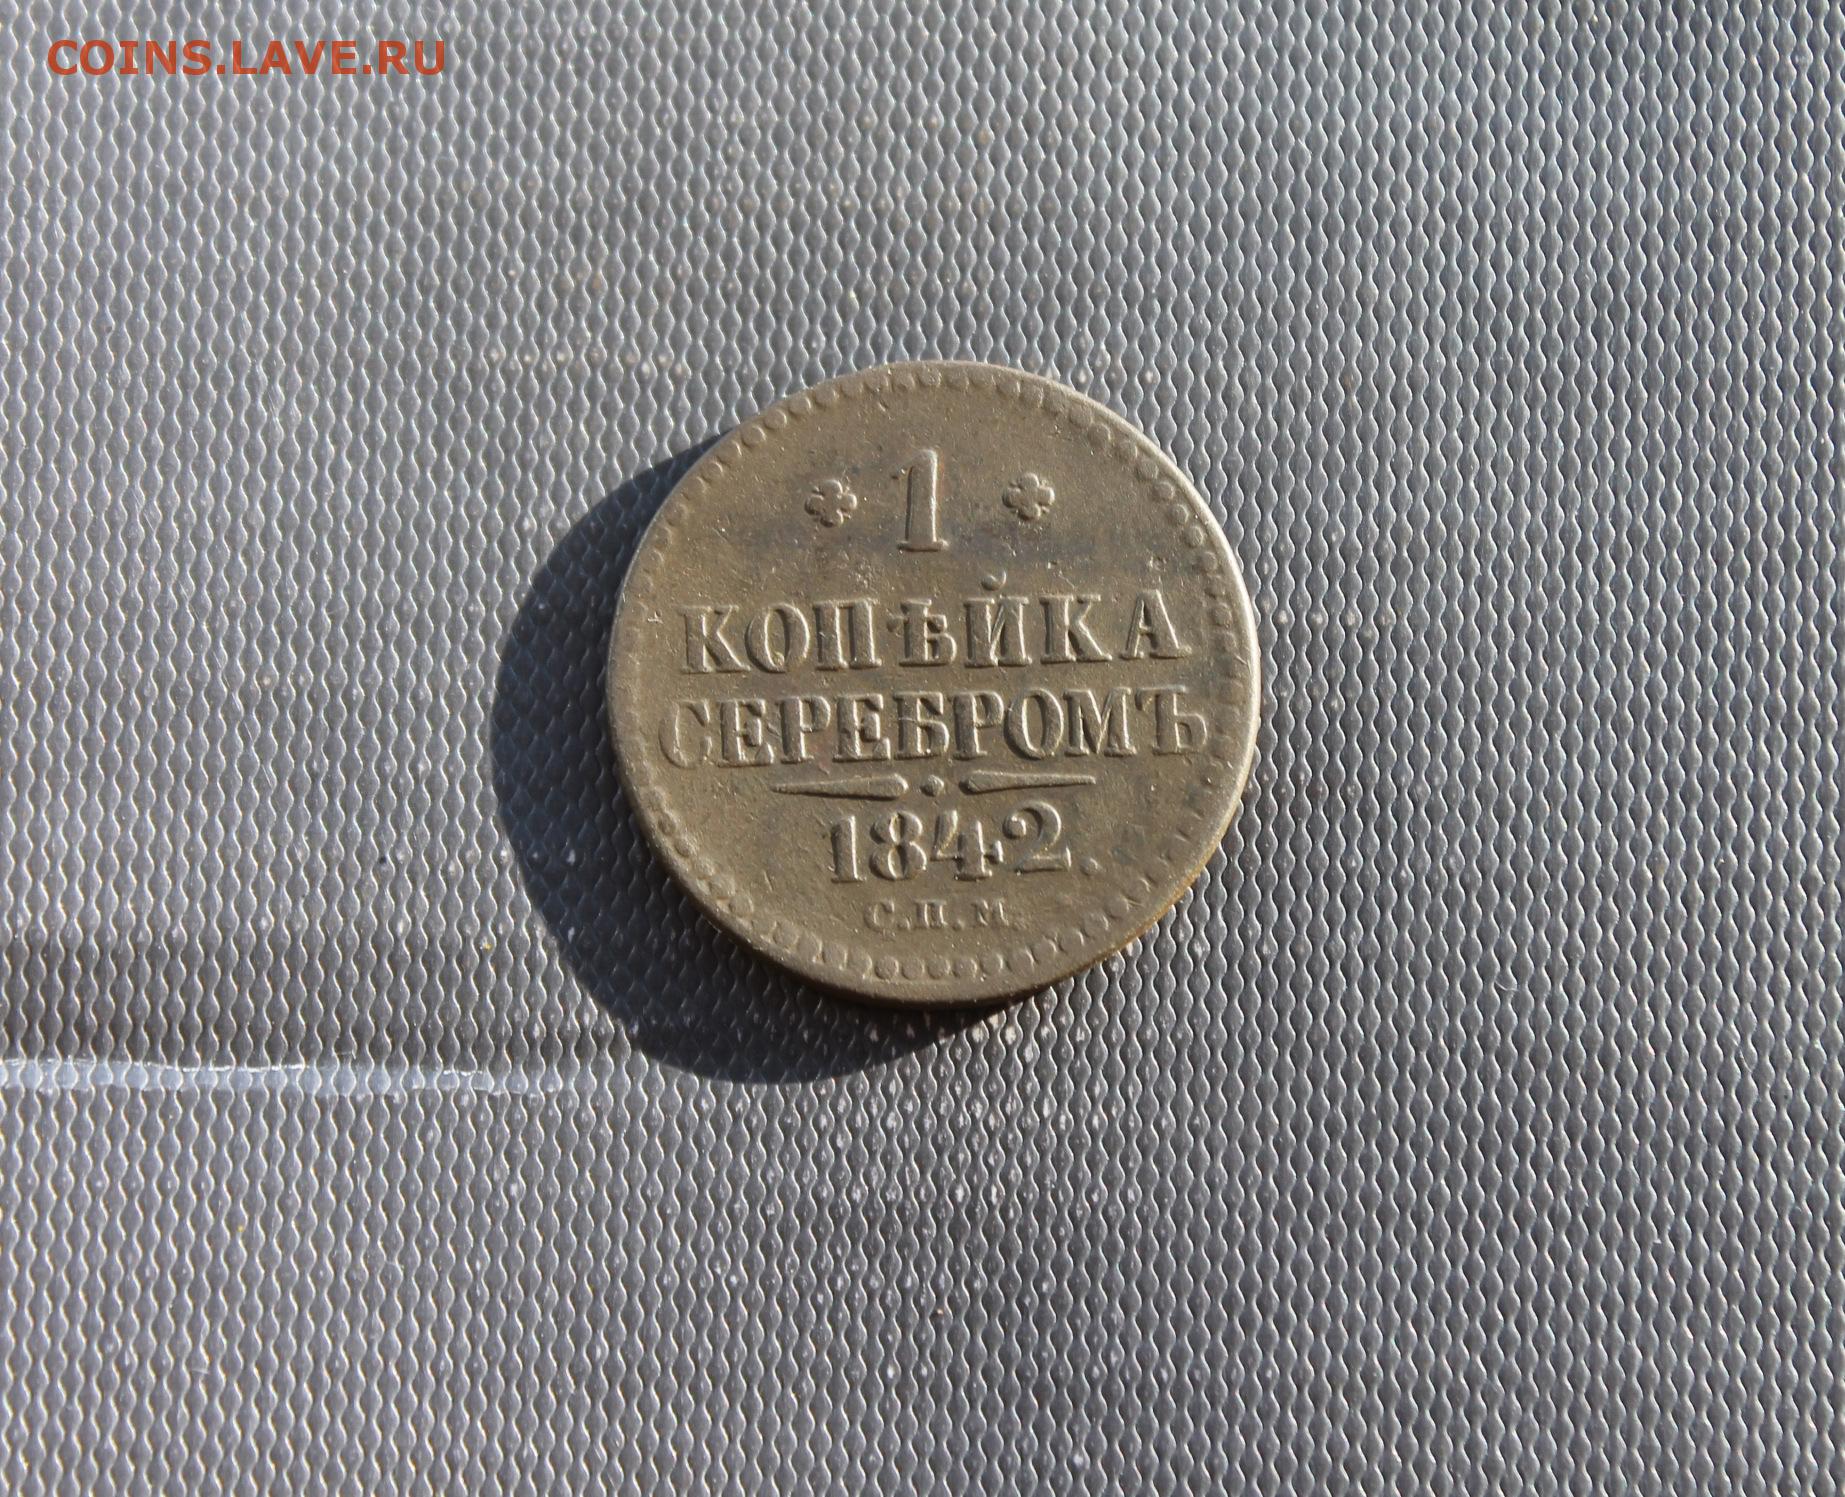 COINS.LAVE.RU
1
КОПѢЙКА
СЕРЕБРОМЪ
1842.
С.П.М.